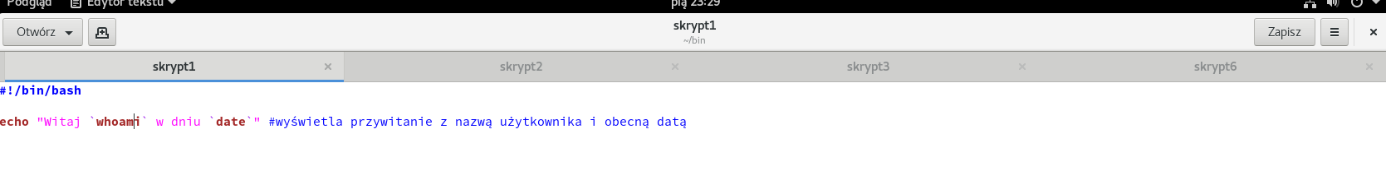 Podgląd Edytor tekstu pią 23:29
Otwórz skrypt1 Zapisz
~/bin
skrypt1 skrypt2 skrypt3 skrypt6
#!/bin/bash
echo "Witaj `whoami` w dniu `date`" #wyświetla przywitanie z nazwą użytkownika i obecną datą